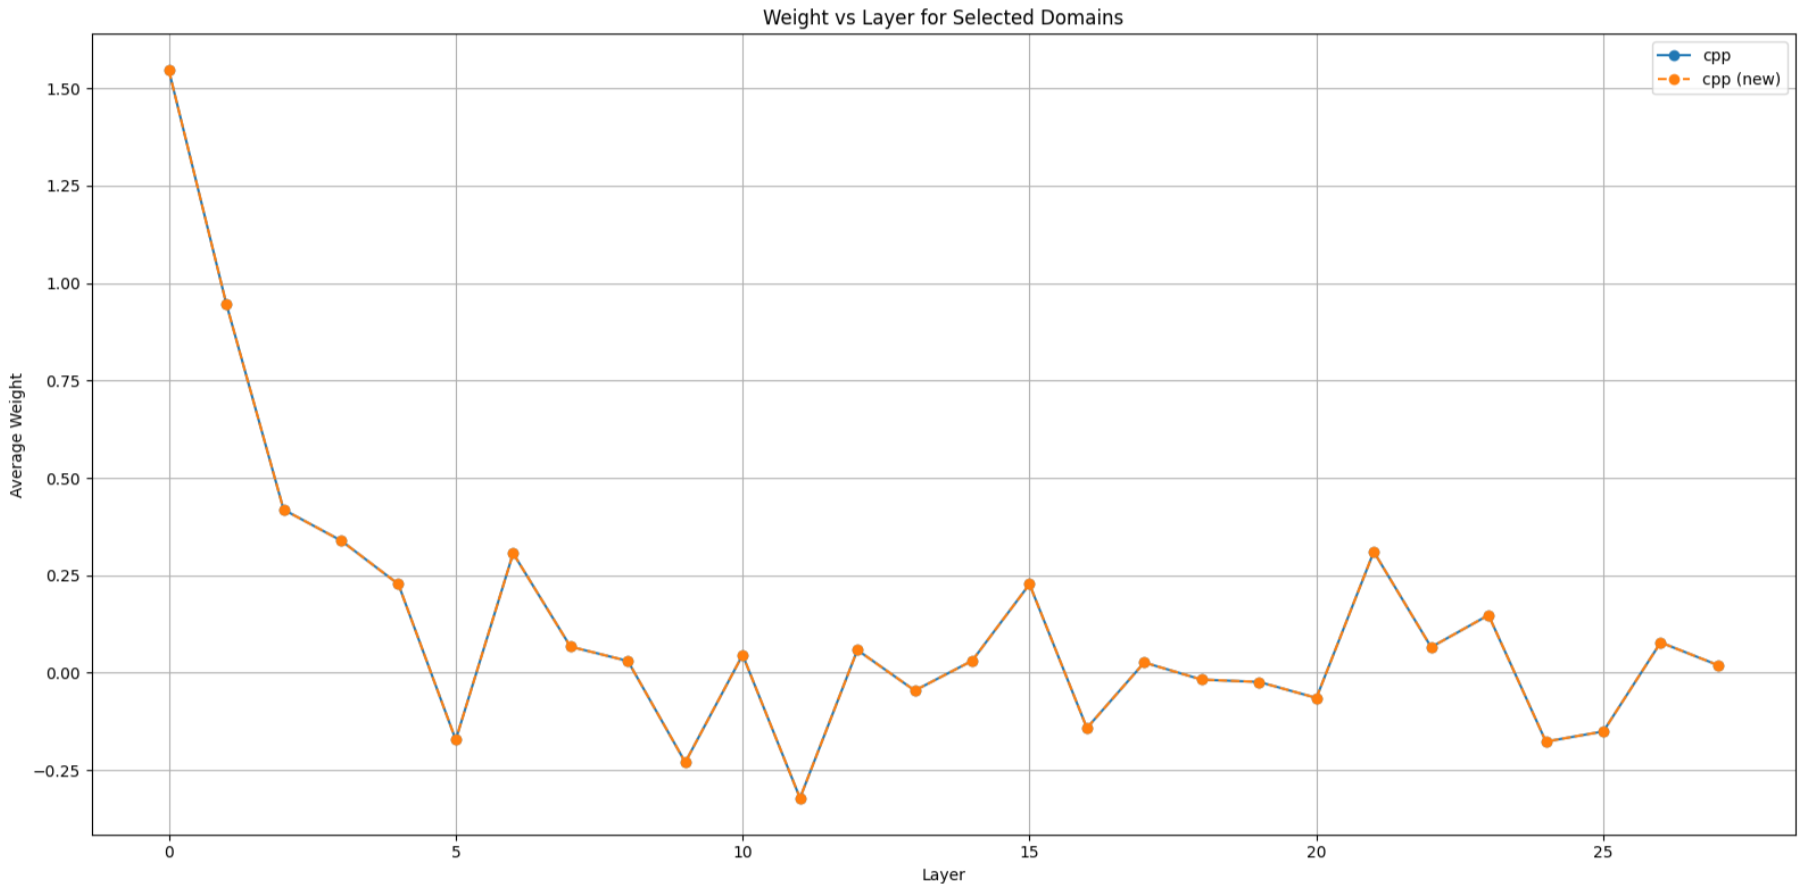 Weight vs Layer for Selected Domains
cpp
cpp (new)
1.50
1.25
1.00
0.75
0.50
0.25
0.00
−0.25
Average Weight
0 5 10 15 20 25
Layer